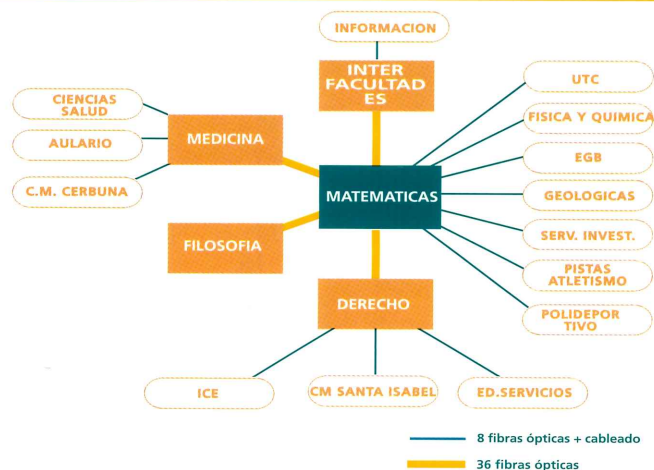 INFORMACION
INTER
FACULTAD
ES
UTC
CIENCIAS
SALUD
FISICA Y QUIMICA
MEDICINA
AULARIO
EGB
C.M. CERBUNA
MATEMATICAS
GEOLOGICAS
SERV. INVEST.
FILOSOFIA
PISTAS
ATLETISMO
DERECHO
POLIDEPOR
TIVO
ICE
CM SANTA ISABEL
ED.SERVICIOS
8 fibras ópticas + cableado
36 fibras ópticas